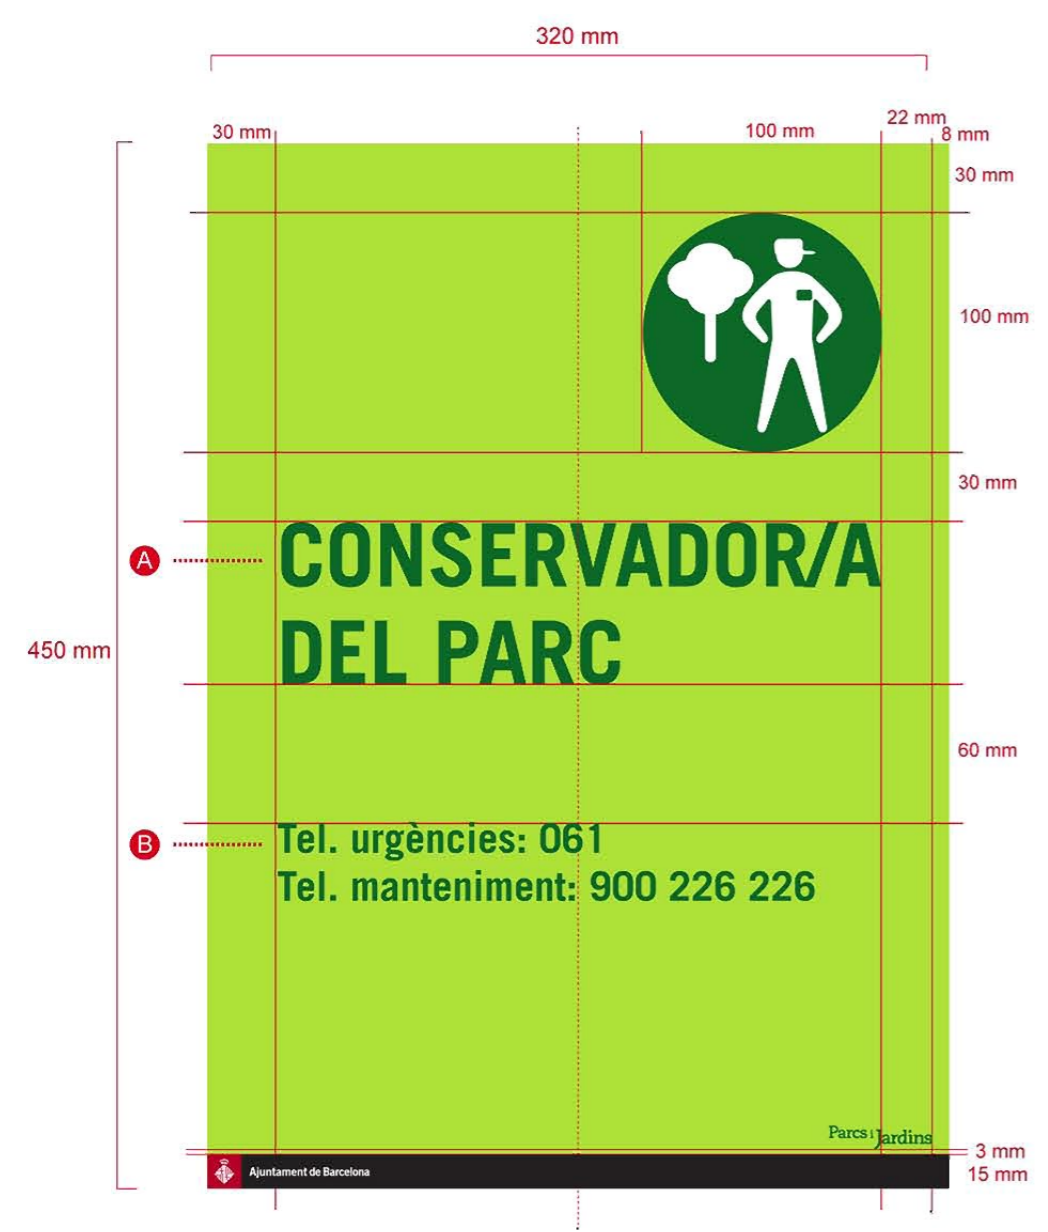 320 mm
30 mm
100 mm
22 mm
8 mm
30 mm
100 mm
30 mm
A
CONSERVADOR/A
DEL PARC
450 mm
60 mm
B
Tel. urgències: 061
Tel. manteniment: 900 226 226
Parcs i Jardins
3 mm
Ajuntament de Barcelona
15 mm